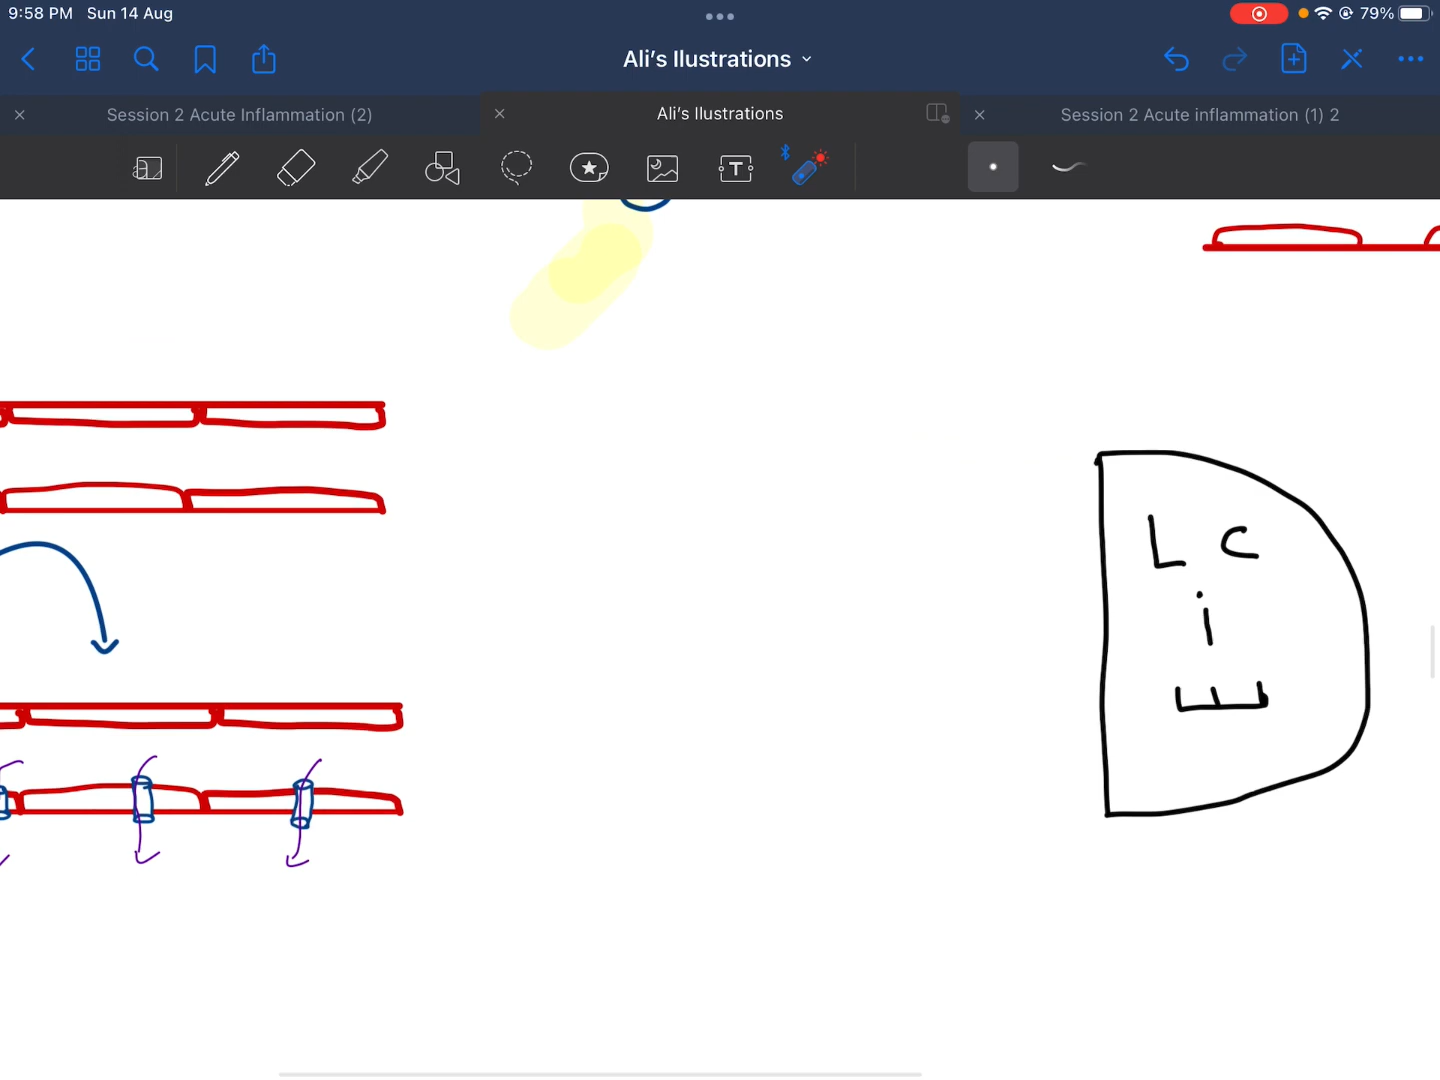 9:58 PM Sun 14 Aug 79%
Ali's Ilustrations
Session 2 Acute Inflammation (2) Ali's Ilustrations Session 2 Acute inflammation (1) 2
a T
L C
i
E